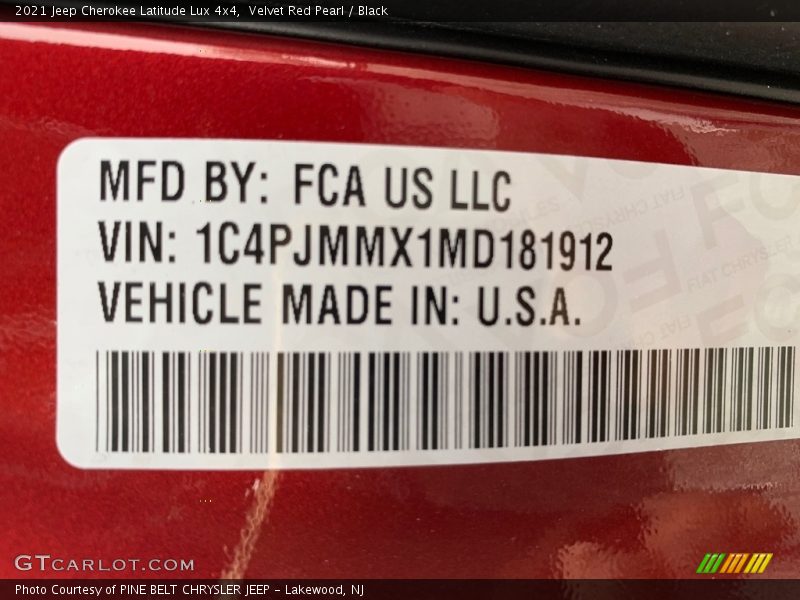 2021 Jeep Cherokee Latitude Lux 4x4,  Velvet Red Pearl / Black
MFD BY: FCA US LLC
VIN: 1C4PJMMX1MD181912
VEHICLE MADE IN: U.S.A.
GTCARLOT.COM
Photo Courtesy of PINE BELT CHRYSLER JEEP – Lakewood, NJ